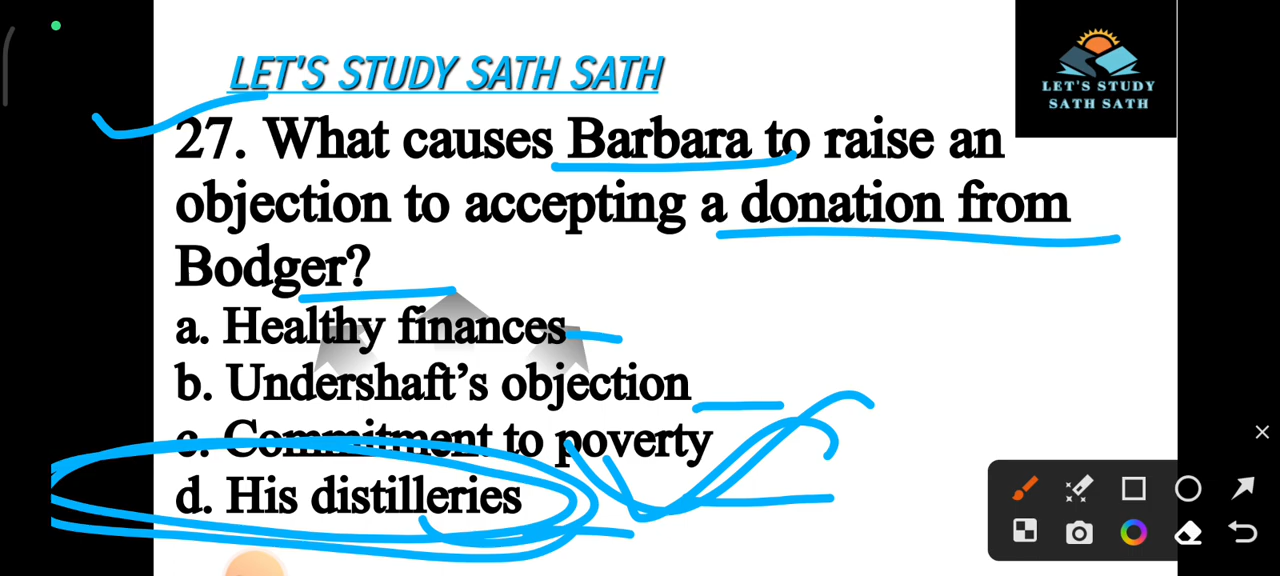 LET'S STUDY SATH SATH
LET'S STUDY
SATH SATH
27. What causes Barbara to raise an
objection to accepting a donation from
Bodger?
a. Healthy finances
b. Undershaft's objection
c. Commitment to poverty
d. His distilleries